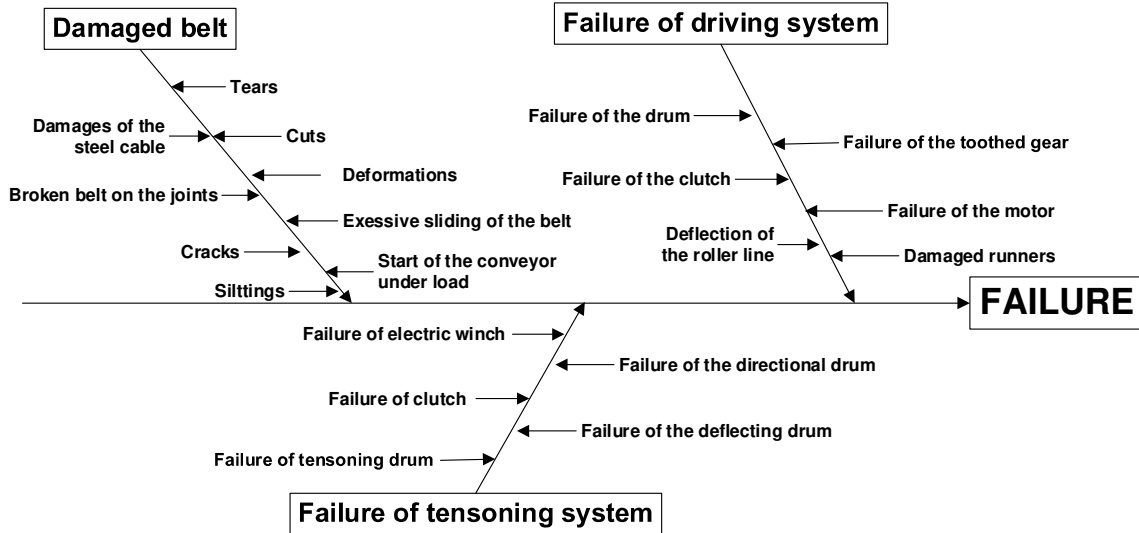 Damaged belt
Failure of driving system
Tears
Damages of the
steel cable
Cuts
Deformations
Broken belt on the joints
Exessive sliding of the belt
Cracks
Start of the conveyor
under load
Silttings
Failure of the drum
Failure of the toothed gear
Failure of the clutch
Failure of the motor
Deflection of
the roller line
Damaged runners
FAILURE
Failure of electric winch
Failure of the directional drum
Failure of clutch
Failure of the deflecting drum
Failure of tensoning drum
Failure of tensoning system